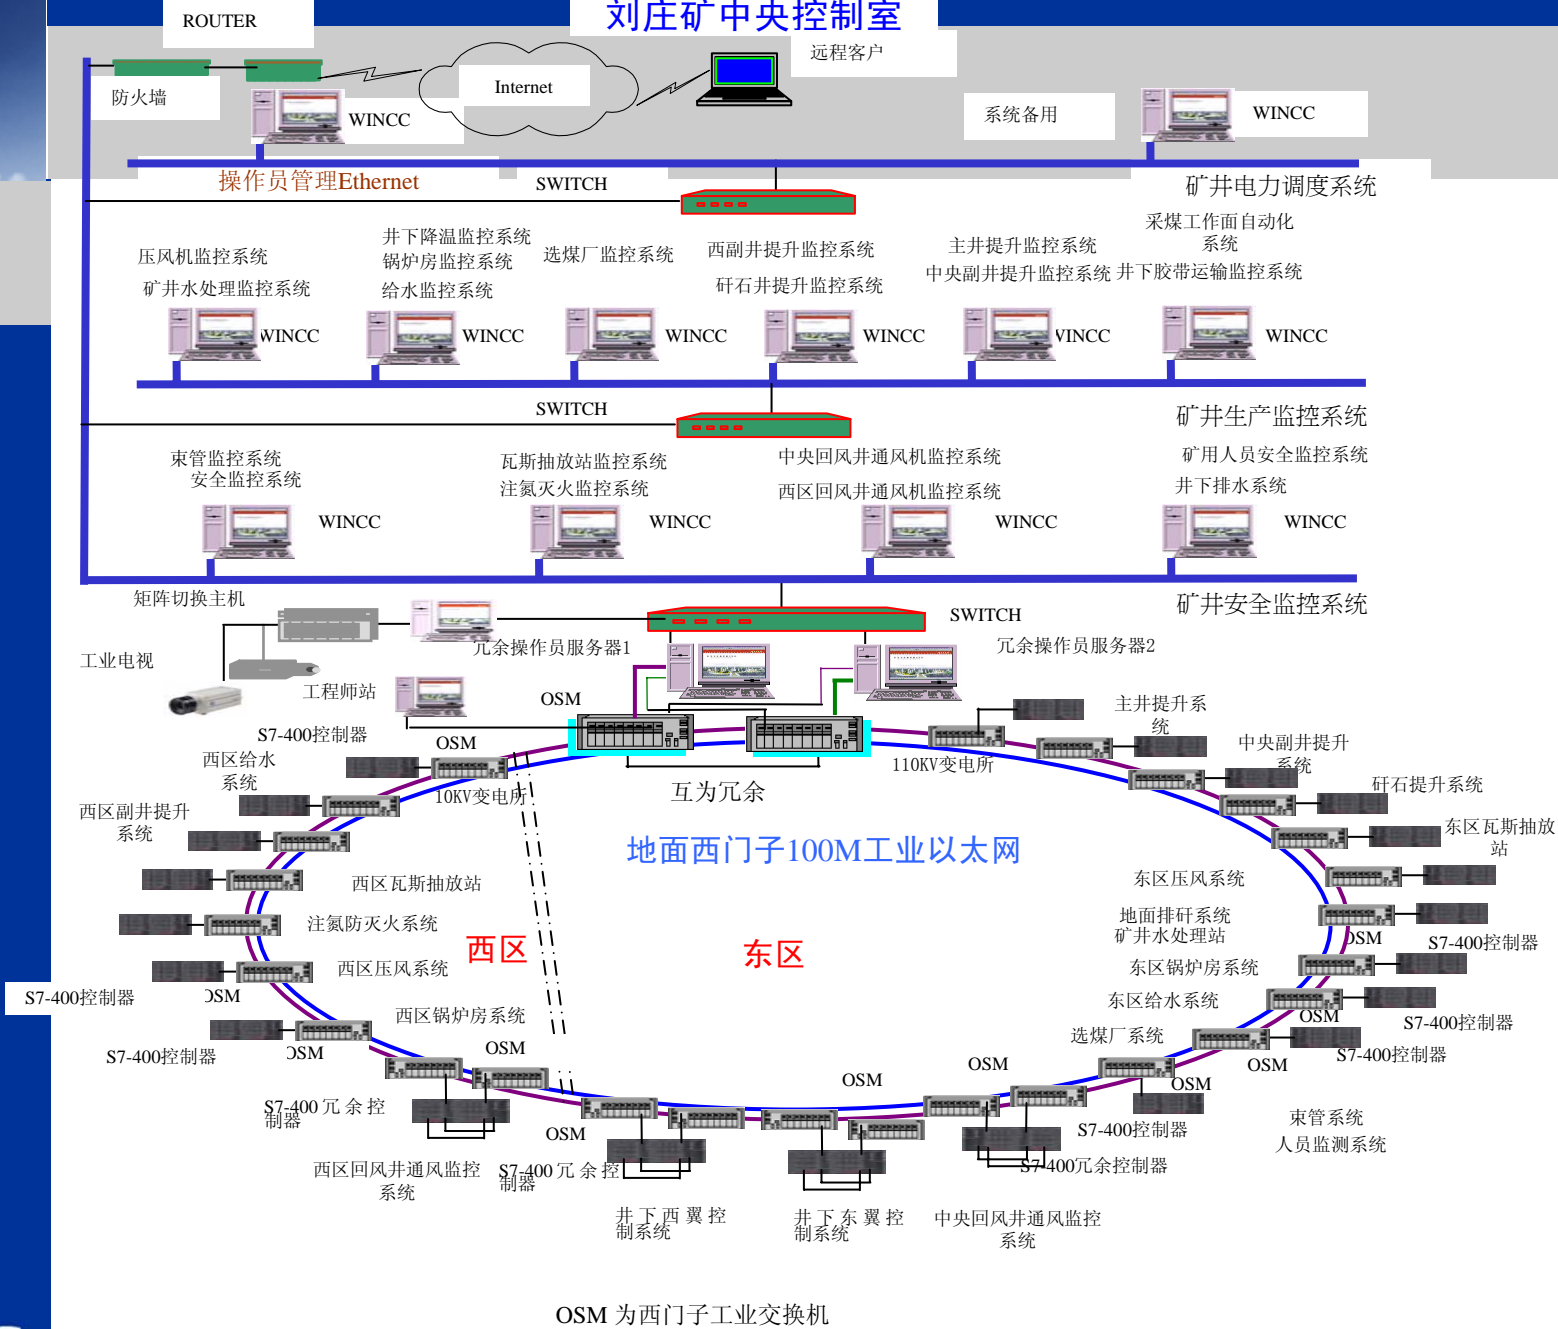 刘庄矿中央控制室
ROUTER
远程客户
防火墙
Internet
WINCC
系统备用
WINCC
操作员管理Ethernet
SWITCH
矿井电力调度系统
压风机监控系统
矿井水处理监控系统
井下降温监控系统
锅炉房监控系统
给水监控系统
选煤厂监控系统
西副井提升监控系统
矸石井提升监控系统
主井提升监控系统
中央副井提升监控系统
采煤工作面自动化
系统
井下胶带运输监控系统
WINCC
WINCC
WINCC
WINCC
VINCC
WINCC
SWITCH
矿井生产监控系统
束管监控系统
安全监控系统
瓦斯抽放站监控系统
注氮灭火监控系统
中央回风井通风机监控系统
西区回风井通风机监控系统
矿用人员安全监控系统
井下排水系统
WINCC
WINCC
WINCC
WINCC
矿井安全监控系统
矩阵切换主机
SWITCH
冗余操作员服务器1
冗余操作员服务器2
工业电视
工程师站
OSM
S7-400控制器
OSM
主井提升系
统
西区给水
系统
10KV变电所
互为冗余
110KV变电所
中央副井提升
系统
矸石提升系统
西区副井提升
系统
地面西门子100M工业以太网
东区瓦斯抽放
站
西区瓦斯抽放站
东区压风系统
注氮防灭火系统
西区
东区
地面排矸系统
矿井水处理站
OSM
S7-400控制器
西区压风系统
东区锅炉房系统
S7-400控制器
OSM
西区锅炉房系统
东区给水系统
OSM
S7-400控制器
S7-400控制器
OSM
OSM
选煤厂系统
OSM
S7-400控制器
S7-400 冗 余 控
制器
OSM
OSM
OSM
OSM
S7-400控制器
束管系统
人员监测系统
西区回风井通风监控
系统
S7-400 冗 余 控
制器
S7-400冗余控制器
井 下 西 翼 控
制系统
井 下 东 翼 控
制系统
中央回风井通风监控
系统
OSM 为西门子工业交换机